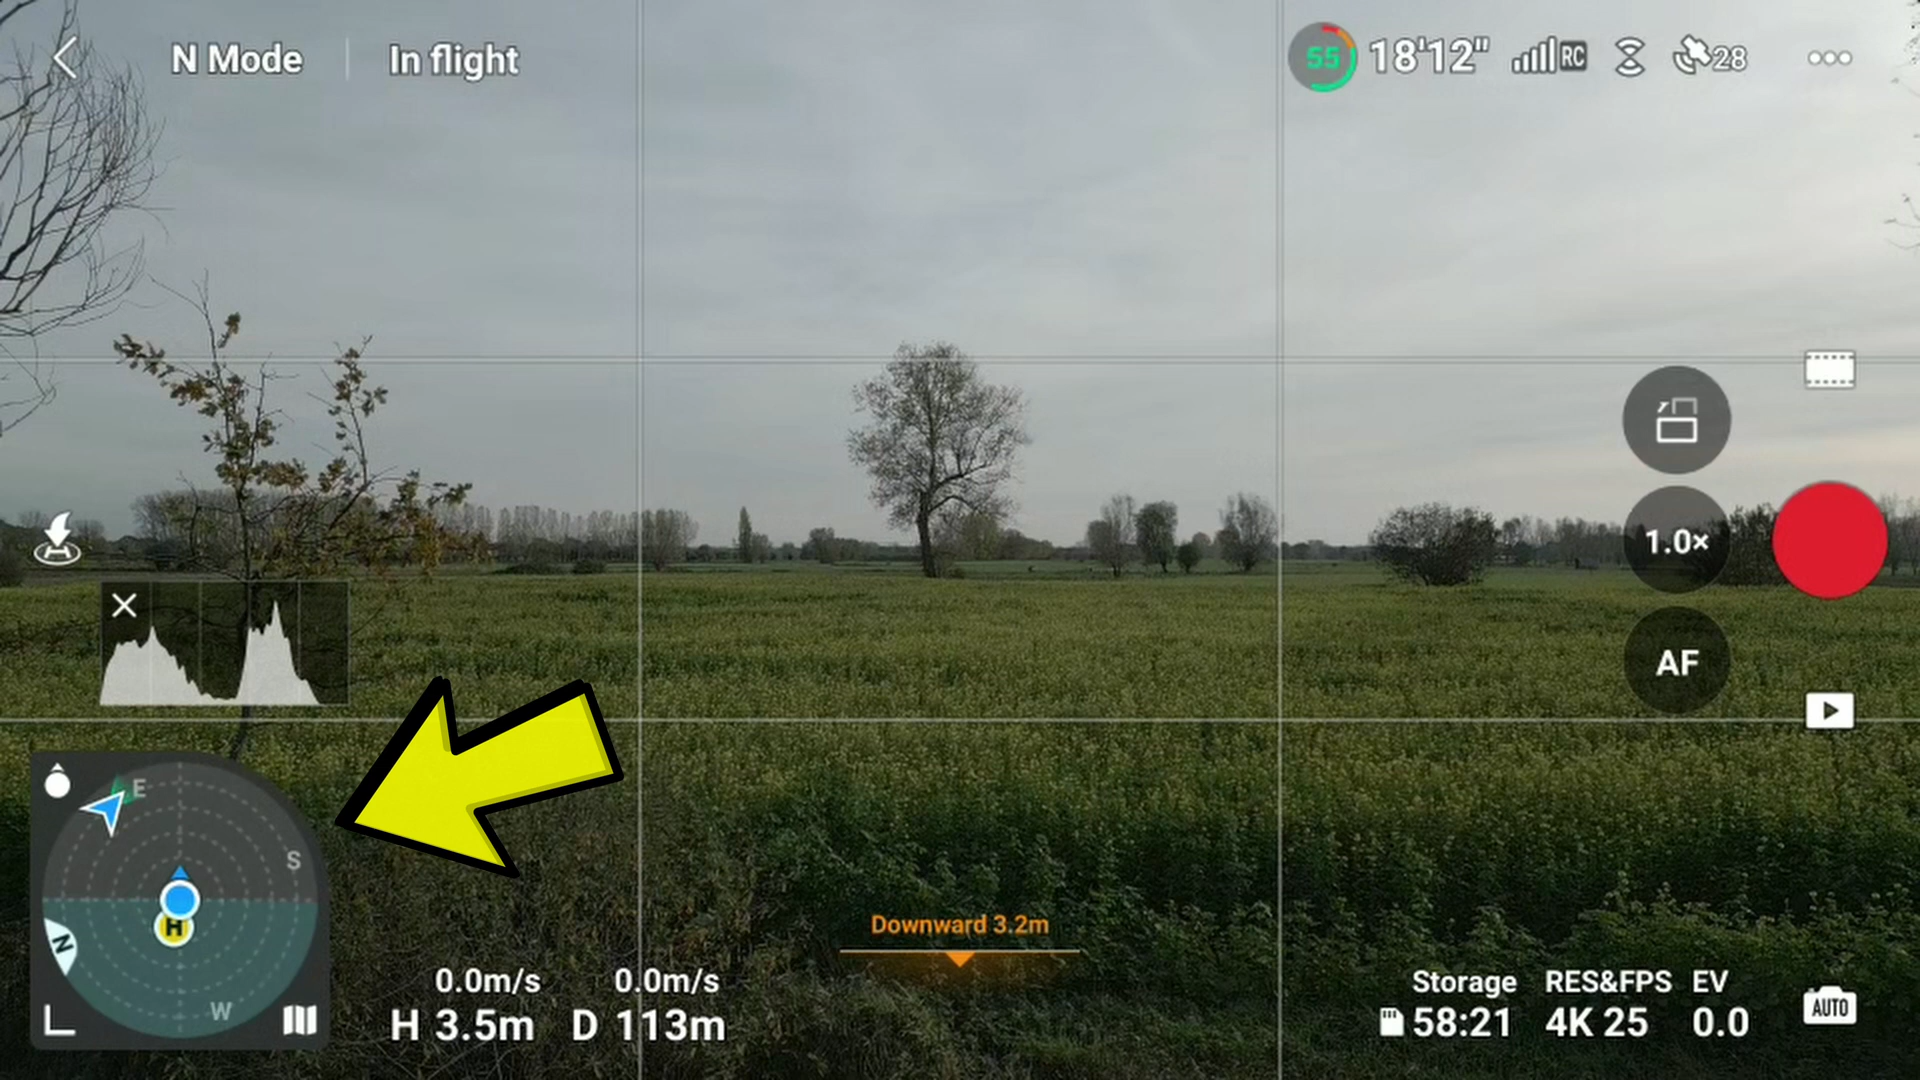 N Mode In flight
55 18'12" RC 28
1.0×
AF
E
S
H
N
W
Downward 3.2m
0.0m/s 0.0m/s
H 3.5m D 113m
Storage RES&FPS EV
58:21 4K 25 0.0
AUTO